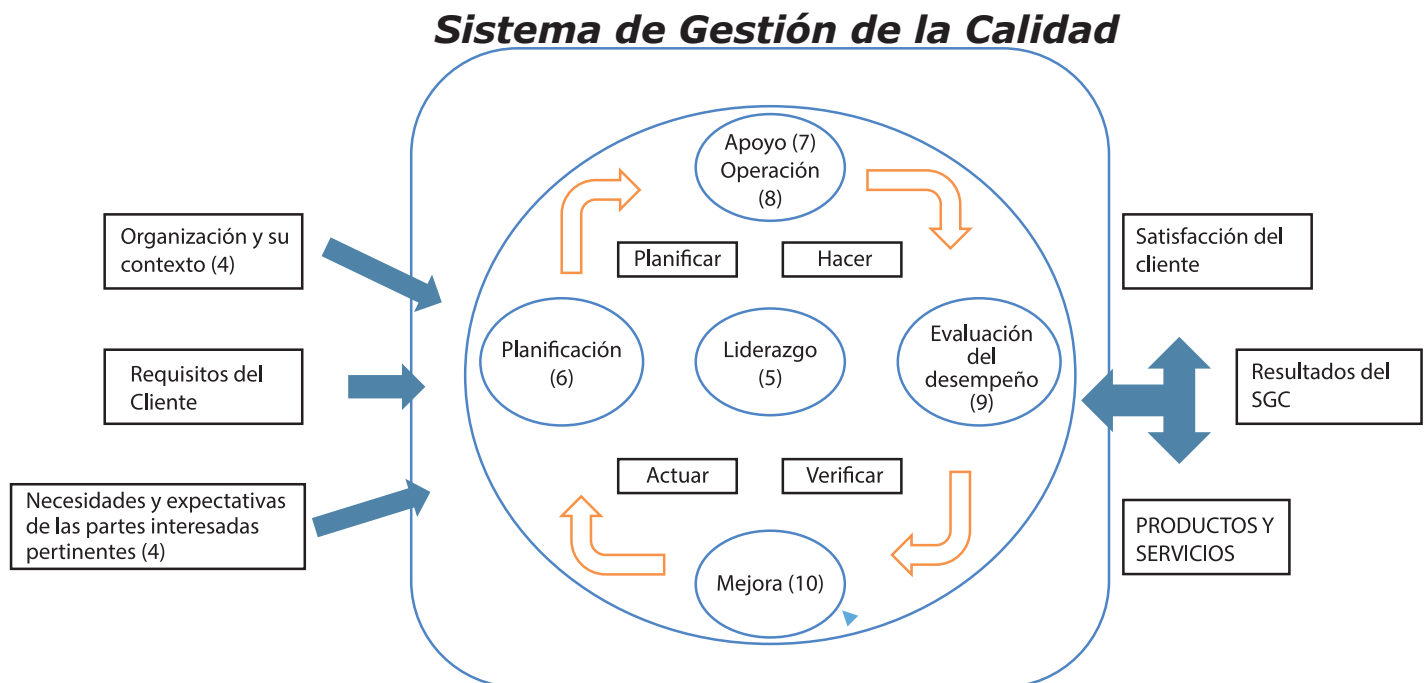 Sistema de Gestión de la Calidad
Apoyo (7)
Operación
(8)
Organización y su
contexto (4)
Planificar
Hacer
Satisfacción del
cliente
Requisitos del
Cliente
Planificación
(6)
Liderazgo
(5)
Evaluación
del
desempeño
(9)
Resultados del
SGC
Necesidades y expectativas
de las partes interesadas
pertinentes (4)
Actuar
Verificar
Mejora (10)
PRODUCTOS Y
SERVICIOS